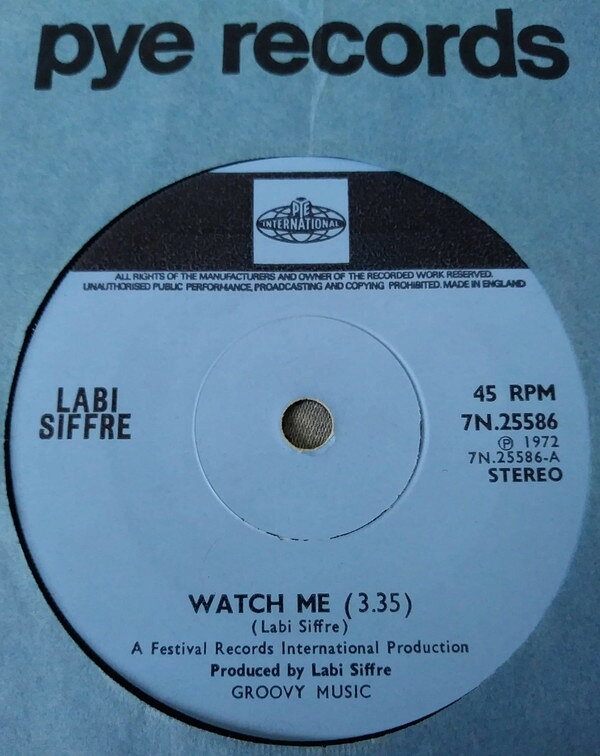 pye records
PYE
INTERNATIONAL
ALL RIGHTS OF THE MANUFACTURERS AND OWNER OF THE RECORDED WORK RESERVED.
UNAUTHORISED PUBLIC PERFORMANCE, BROADCASTING AND COPYING PROHIBITED. MADE IN ENGLAND
LABI
SIFFRE
45 RPM
7N.25586
Ⓟ 1972
7N.25586-A
STEREO
WATCH ME (3.35)
(Labi Siffre)
A Festival Records International Production
Produced by Labi Siffre
GROOVY MUSIC